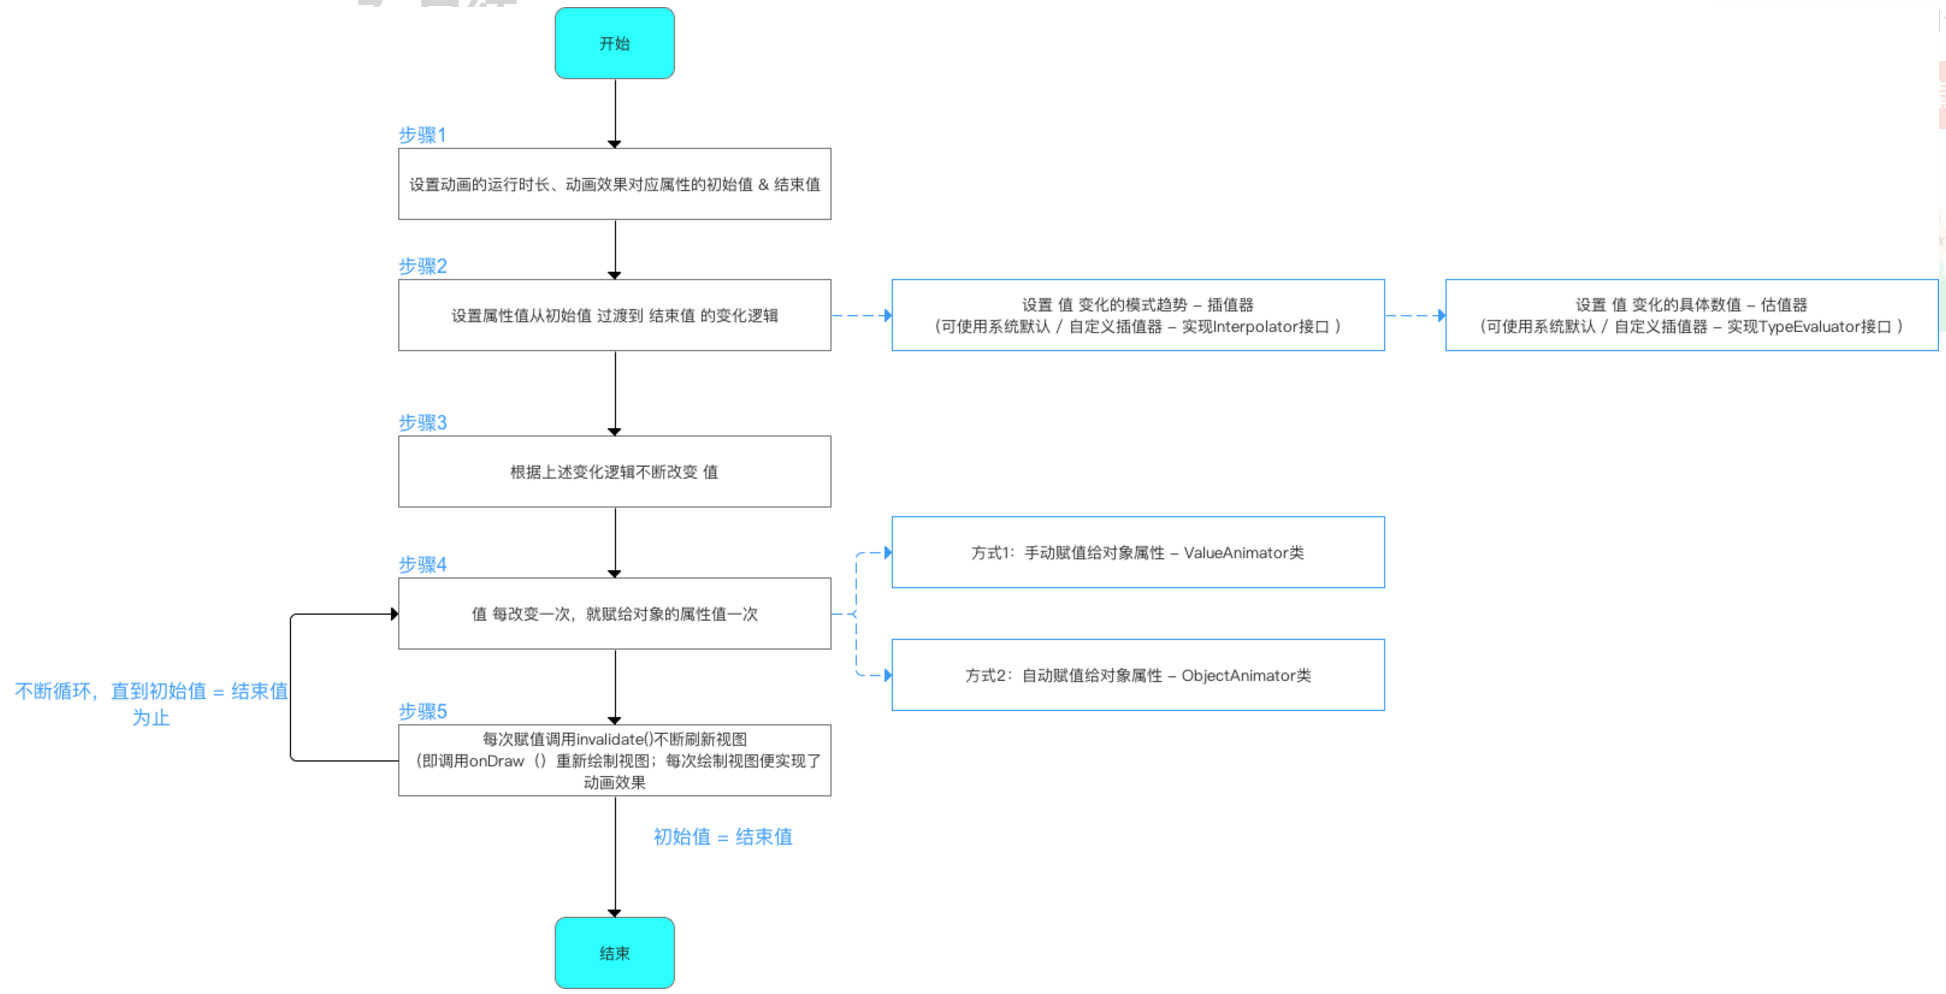 开始
步骤1
设置动画的运行时长、动画效果对应属性的初始值 & 结束值
步骤2
设置属性值从初始值 过渡到 结束值 的变化逻辑
设置 值 变化的模式趋势 – 插值器
（可使用系统默认 / 自定义插值器 – 实现Interpolator接口 ）
设置 值 变化的具体数值 – 估值器
（可使用系统默认 / 自定义插值器 – 实现TypeEvaluator接口 ）
步骤3
根据上述变化逻辑不断改变 值
步骤4
值 每改变一次，就赋给对象的属性值一次
方式1：手动赋值给对象属性 – ValueAnimator类
方式2：自动赋值给对象属性 – ObjectAnimator类
不断循环，直到初始值 = 结束值
为止
步骤5
每次赋值调用invalidate()不断刷新视图
（即调用onDraw（）重新绘制视图；每次绘制视图便实现了
动画效果
初始值 = 结束值
结束